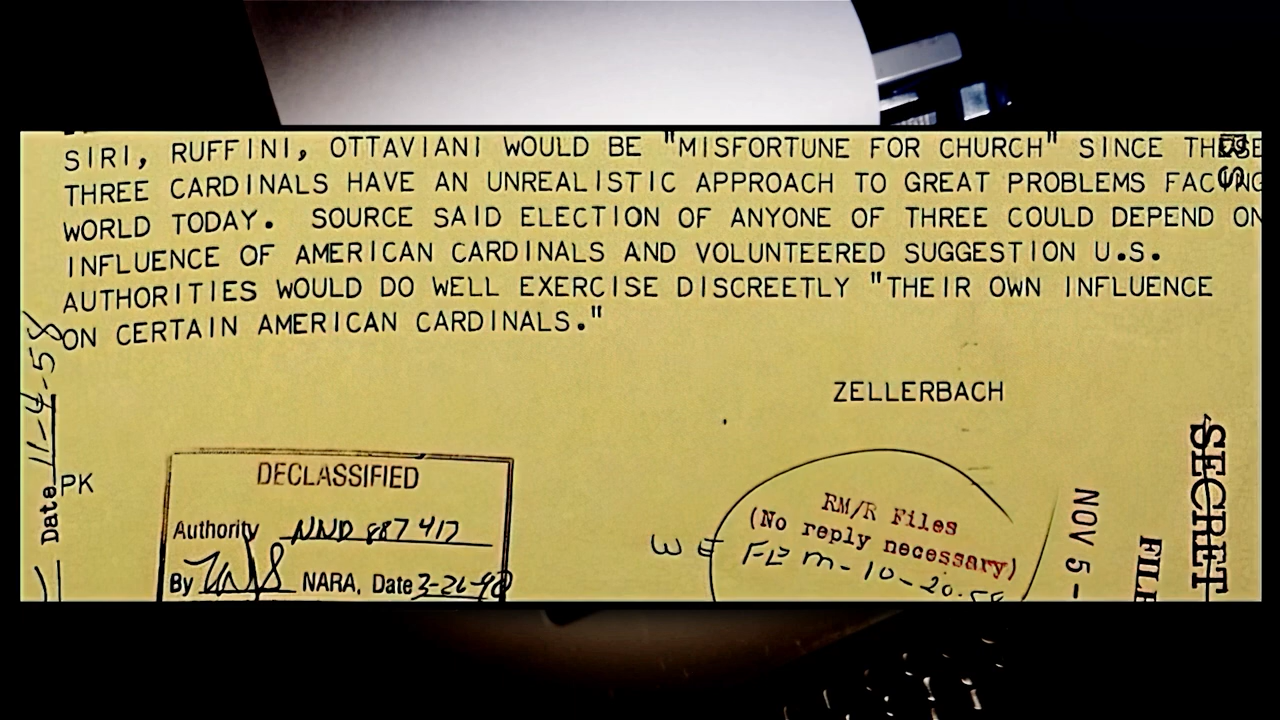 SIRI, RUFFINI, OTTAVIANI WOULD BE "MISFORTUNE FOR CHURCH" SINCE THESE
THREE CARDINALS HAVE AN UNREALISTIC APPROACH TO GREAT PROBLEMS FACING
WORLD TODAY. SOURCE SAID ELECTION OF ANYONE OF THREE COULD DEPEND ON
INFLUENCE OF AMERICAN CARDINALS AND VOLUNTEERED SUGGESTION U.S.
AUTHORITIES WOULD DO WELL EXERCISE DISCREETLY "THEIR OWN INFLUENCE
ON CERTAIN AMERICAN CARDINALS."
ZELLERBACH
Date 11-4-58
PK
DECLASSIFIED
Authority NND 887417
By NARA, Date 3-26-90
RM/R Files
(No reply necessary)
NOV 5 -
FILE
SECRET